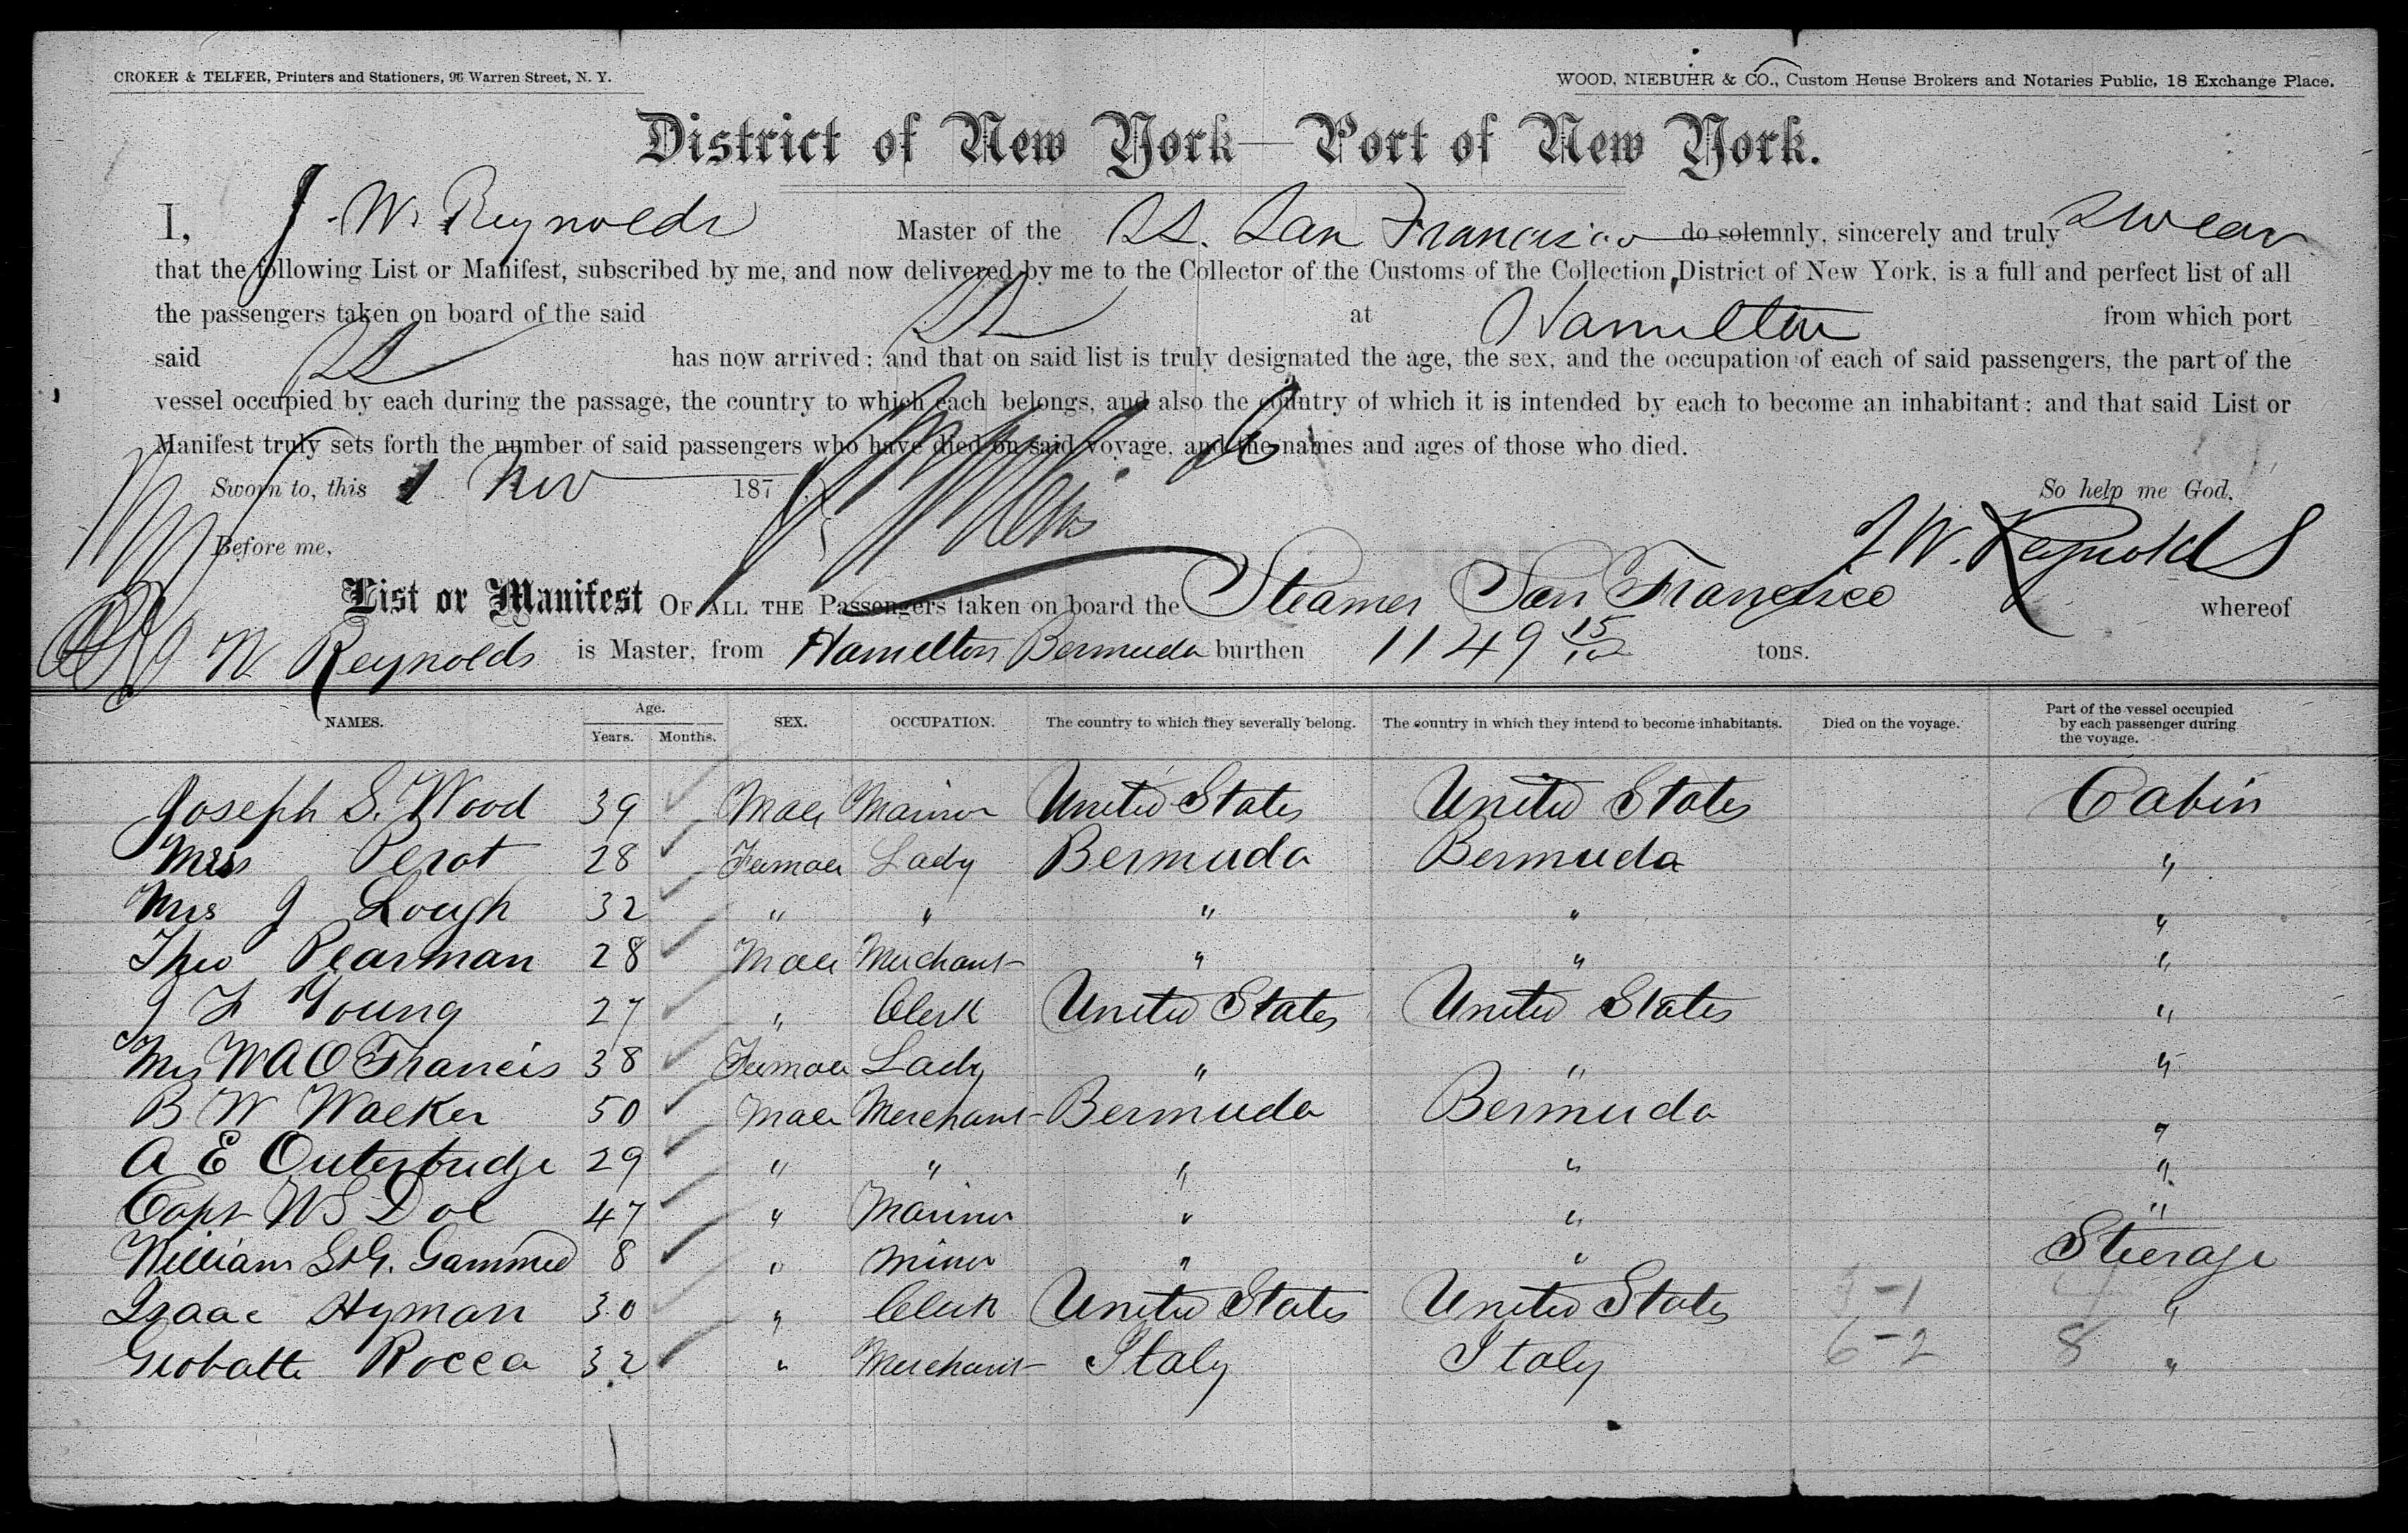 CROKER & TELFER, Printers and Stationers, 96 Warren Street, N. Y.
WOOD, NIEBUHR & CO., Custom House Brokers and Notaries Public, 18 Exchange Place.
District of New York—Port of New York.
I, J. W. Reynolds Master of the SS. San Francisco do solemnly, sincerely and truly swear
that the following List or Manifest, subscribed by me, and now delivered by me to the Collector of the Customs of the Collection District of New York, is a full and perfect list of all
the passengers taken on board of the said SS at Hamilton from which port
said SS has now arrived; and that on said list is truly designated the age, the sex, and the occupation of each of said passengers, the part of the
vessel occupied by each during the passage, the country to which each belongs, and also the country of which it is intended by each to become an inhabitant; and that said List or
Manifest truly sets forth the number of said passengers who have died on said voyage, and the names and ages of those who died.
Sworn to, this 1 Nov 187
So help me God.
Before me,
J W. Reynolds
List or Manifest OF ALL THE Passengers taken on board the Steamer San Francisco whereof
W Reynolds is Master, from Hamelton Bermuda burthen 1149 tons.
NAMES. Age. Years. Months. SEX. OCCUPATION. The country to which they severally belong. The country in which they intend to become inhabitants. Died on the voyage. Part of the vessel occupied by each passenger during the voyage.
Joseph S. Wood 39 Male Mariner United States United States Cabin
Mrs Perot 28 Female Lady Bermuda Bermuda "
Mrs J Lough 32 " " " " "
Theo Pearman 28 Male Merchant " " "
J F Young 27 " Clerk United States United States "
Mrs W A O Francis 38 Female Lady " " "
B W Walker 50 Male Merchant Bermuda Bermuda "
A E Outerbridge 29 " " " " "
Capt W S Doe 47 " Mariner " " "
William Gammed 8 " Minor " " Steerage
Isaac Hyman 30 " Clerk United States United States 3-1 "
Giobatte Rocca 32 " Merchant Italy Italy 6-2 8 "